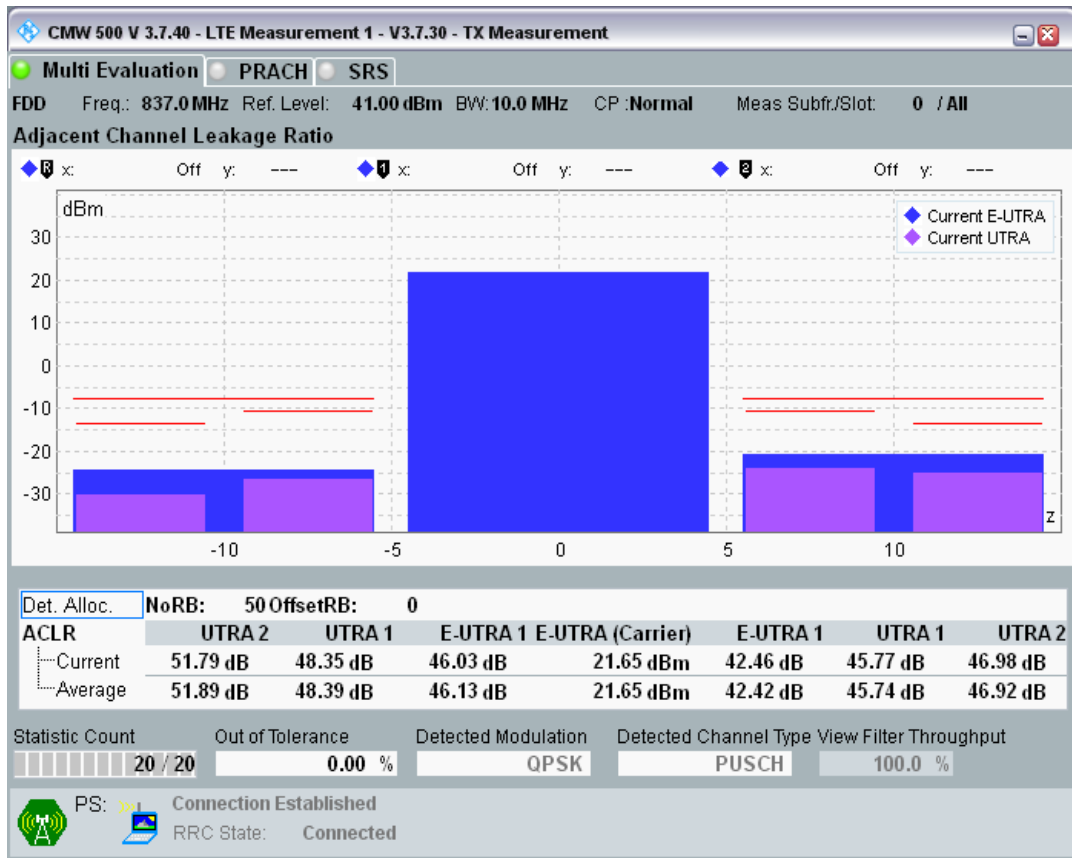 CMW 500 V 3.7.40 - LTE Measurement 1 - V3.7.30 - TX Measurement
Multi Evaluation PRACH SRS
FDD Freq.: 837.0 MHz Ref. Level: 41.00 dBm BW: 10.0 MHz CP :Normal Meas Subfr./Slot: 0 / All
Adjacent Channel Leakage Ratio
R x: Off y: --- 1 x: Off y: --- 2 x: Off y: ---
dBm
Current E-UTRA
Current UTRA
30
20
10
0
-10
-20
-30
z
-10 -5 0 5 10
Det. Alloc. NoRB: 50 OffsetRB: 0
ACLR UTRA 2 UTRA 1 E-UTRA 1 E-UTRA (Carrier) E-UTRA 1 UTRA 1 UTRA 2
Current 51.79 dB 48.35 dB 46.03 dB 21.65 dBm 42.46 dB 45.77 dB 46.98 dB
Average 51.89 dB 48.39 dB 46.13 dB 21.65 dBm 42.42 dB 45.74 dB 46.92 dB
Statistic Count Out of Tolerance Detected Modulation Detected Channel Type View Filter Throughput
20 / 20 0.00 % QPSK PUSCH 100.0 %
PS: Connection Established
RRC State: Connected